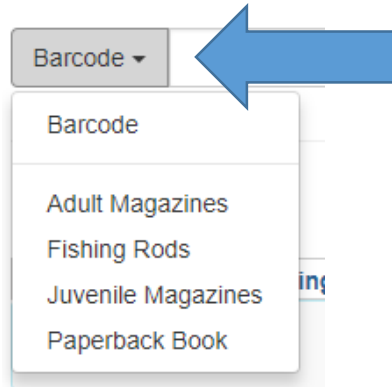 Barcode
Barcode
Adult Magazines
Fishing Rods
Juvenile Magazines
Paperback Book